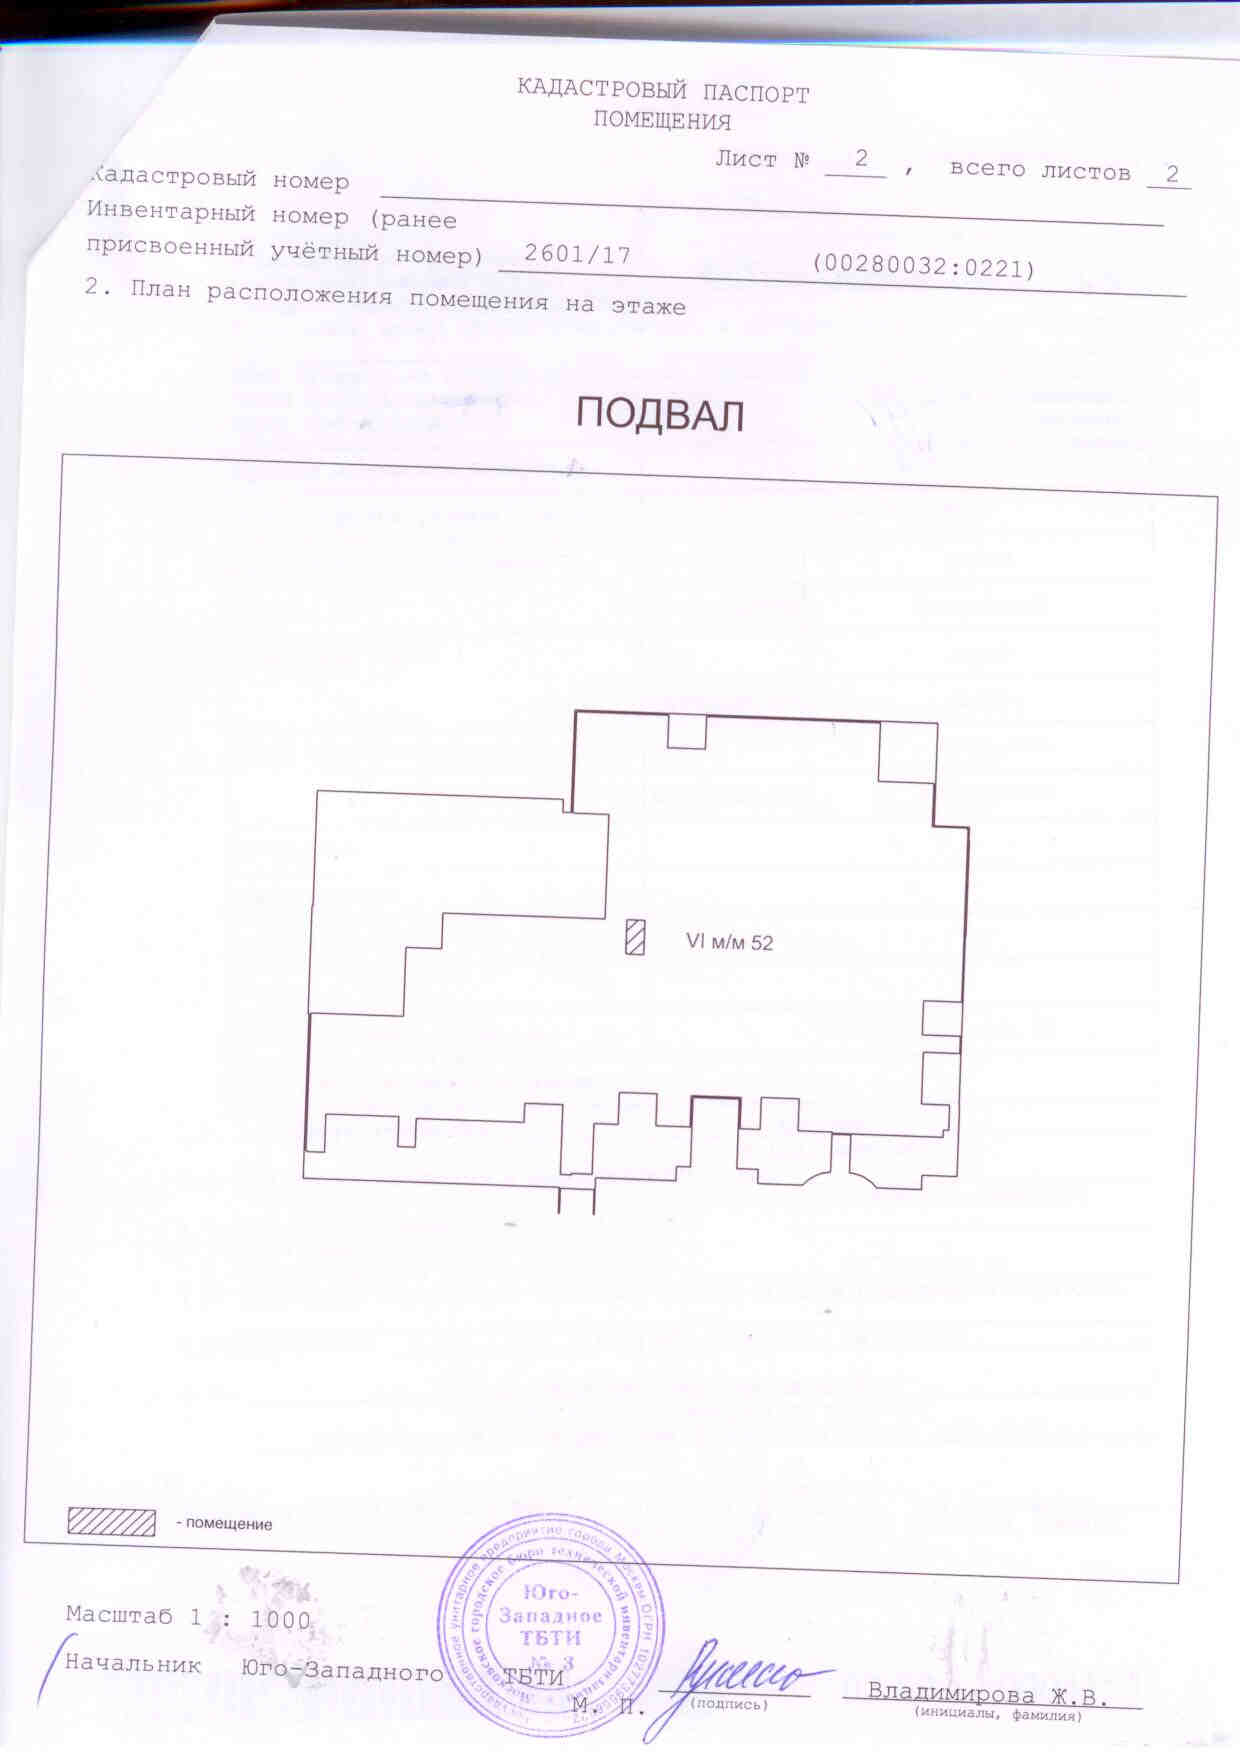 КАДАСТРОВЫЙ ПАСПОРТ
ПОМЕЩЕНИЯ
Лист № 2 , всего листов 2
Кадастровый номер
Инвентарный номер (ранее
присвоенный учётный номер) 2601/17 (00280032:0221)
2. План расположения помещения на этаже
ПОДВАЛ
VI м/м 52
- помещение
Масштаб 1 : 1000
Начальник Юго-Западного ТБТИ
М. П.
(подпись)
Владимирова Ж.В.
(инициалы, фамилия)
Юго-
Западное
ТБТИ
№ 3